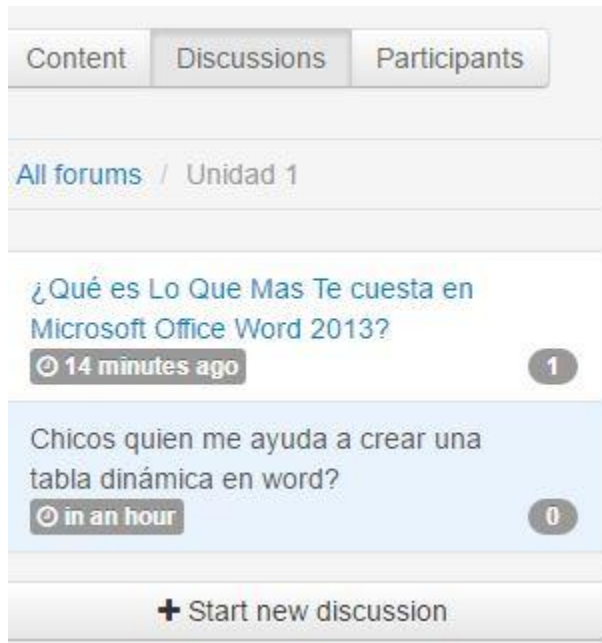 Content Discussions Participants
All forums / Unidad 1
¿Qué es Lo Que Mas Te cuesta en
Microsoft Office Word 2013?
14 minutes ago 1
Chicos quien me ayuda a crear una
tabla dinámica en word?
in an hour 0
+ Start new discussion